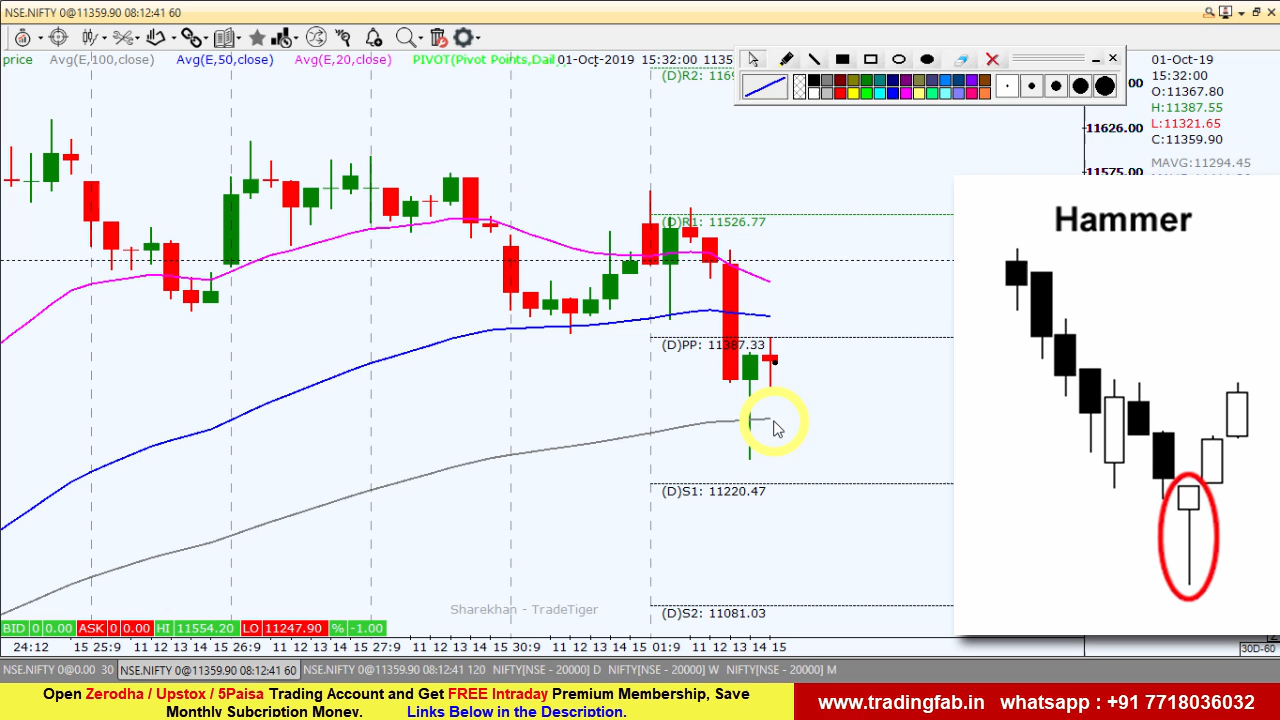 NSE.NIFTY 0@11359.90 08:12:41 60
price Avg(E,100,close) Avg(E,50,close) Avg(E,20,close) PIVOT(Pivot Points,Dail 01-Oct-2019 15:32:00
(D)R2:
01-Oct-19
15:32:00
O:11367.80
H:11387.55
L:11321.65
C:11359.90
MAVG:11294.45
11626.00
11575.00
Hammer
(D)R1: 11526.77
(D)PP: 11387.33
(D)S1: 11220.47
(D)S2: 11081.03
Sharekhan - TradeTiger
BID 0 0.00 ASK 0 0.00 HI 11554.20 LO 11247.90 % -1.00
24:12 15 25:9 11 12 13 14 15 26:9 11 12 13 14 15 27:9 11 12 13 14 15 30:9 11 12 13 14 15 01:9 11 12 13 14 15
30D-60
NSE.NIFTY 0@0.00 30 NSE.NIFTY 0@11359.90 08:12:41 60 NSE.NIFTY 0@11359.90 08:12:41 120 NIFTY[NSE - 20000] D NIFTY[NSE - 20000] W NIFTY[NSE - 20000] M
Open Zerodha / Upstox / 5Paisa Trading Account and Get FREE Intraday Premium Membership, Save
Monthly Subcription Money. Links Below in the Description.
www.tradingfab.in whatsapp : +91 7718036032